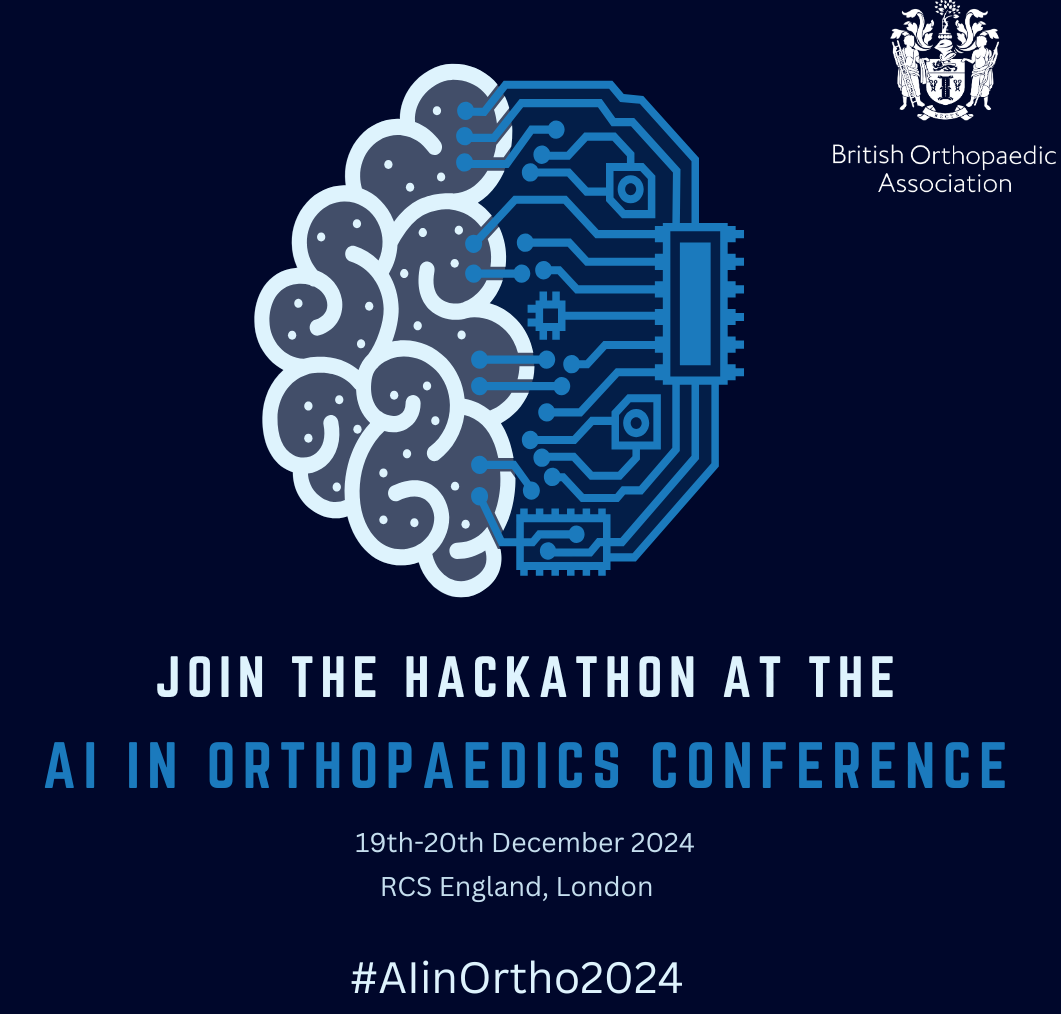 British Orthopaedic
Association
JOIN THE HACKATHON AT THE
AI IN ORTHOPAEDICS CONFERENCE
19th-20th December 2024
RCS England, London
#AIinOrtho2024